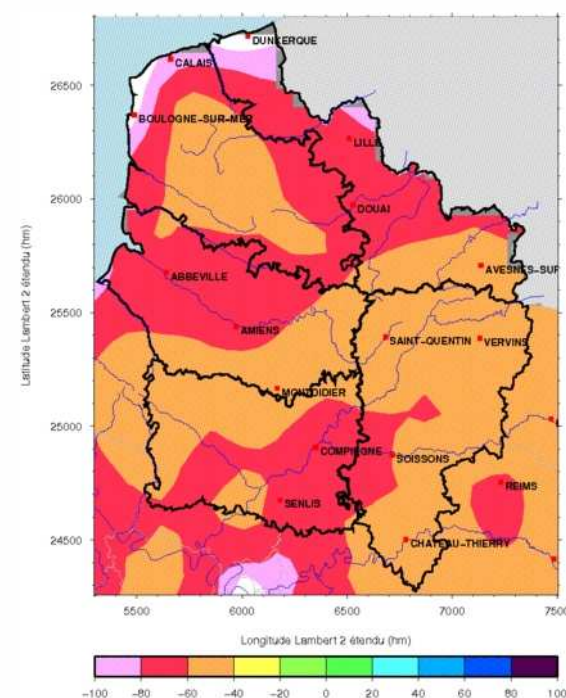 DUNKERQUE
CALAIS
BOULOGNE-SUR-MER
LILLE
DOUAI
AVESNES-SUR
ABBEVILLE
AMIENS
SAINT-QUENTIN
VERVINS
MONTDIDIER
COMPIEGNE
SOISSONS
SENLIS
REIMS
CHATEAU-THIERRY
26500
26000
25500
25000
24500
Latitude Lambert 2 étendu (hm)
5500 6000 6500 7000 7500
Longitude Lambert 2 étendu (hm)
-100 -80 -60 -40 -20 0 20 40 60 80 100